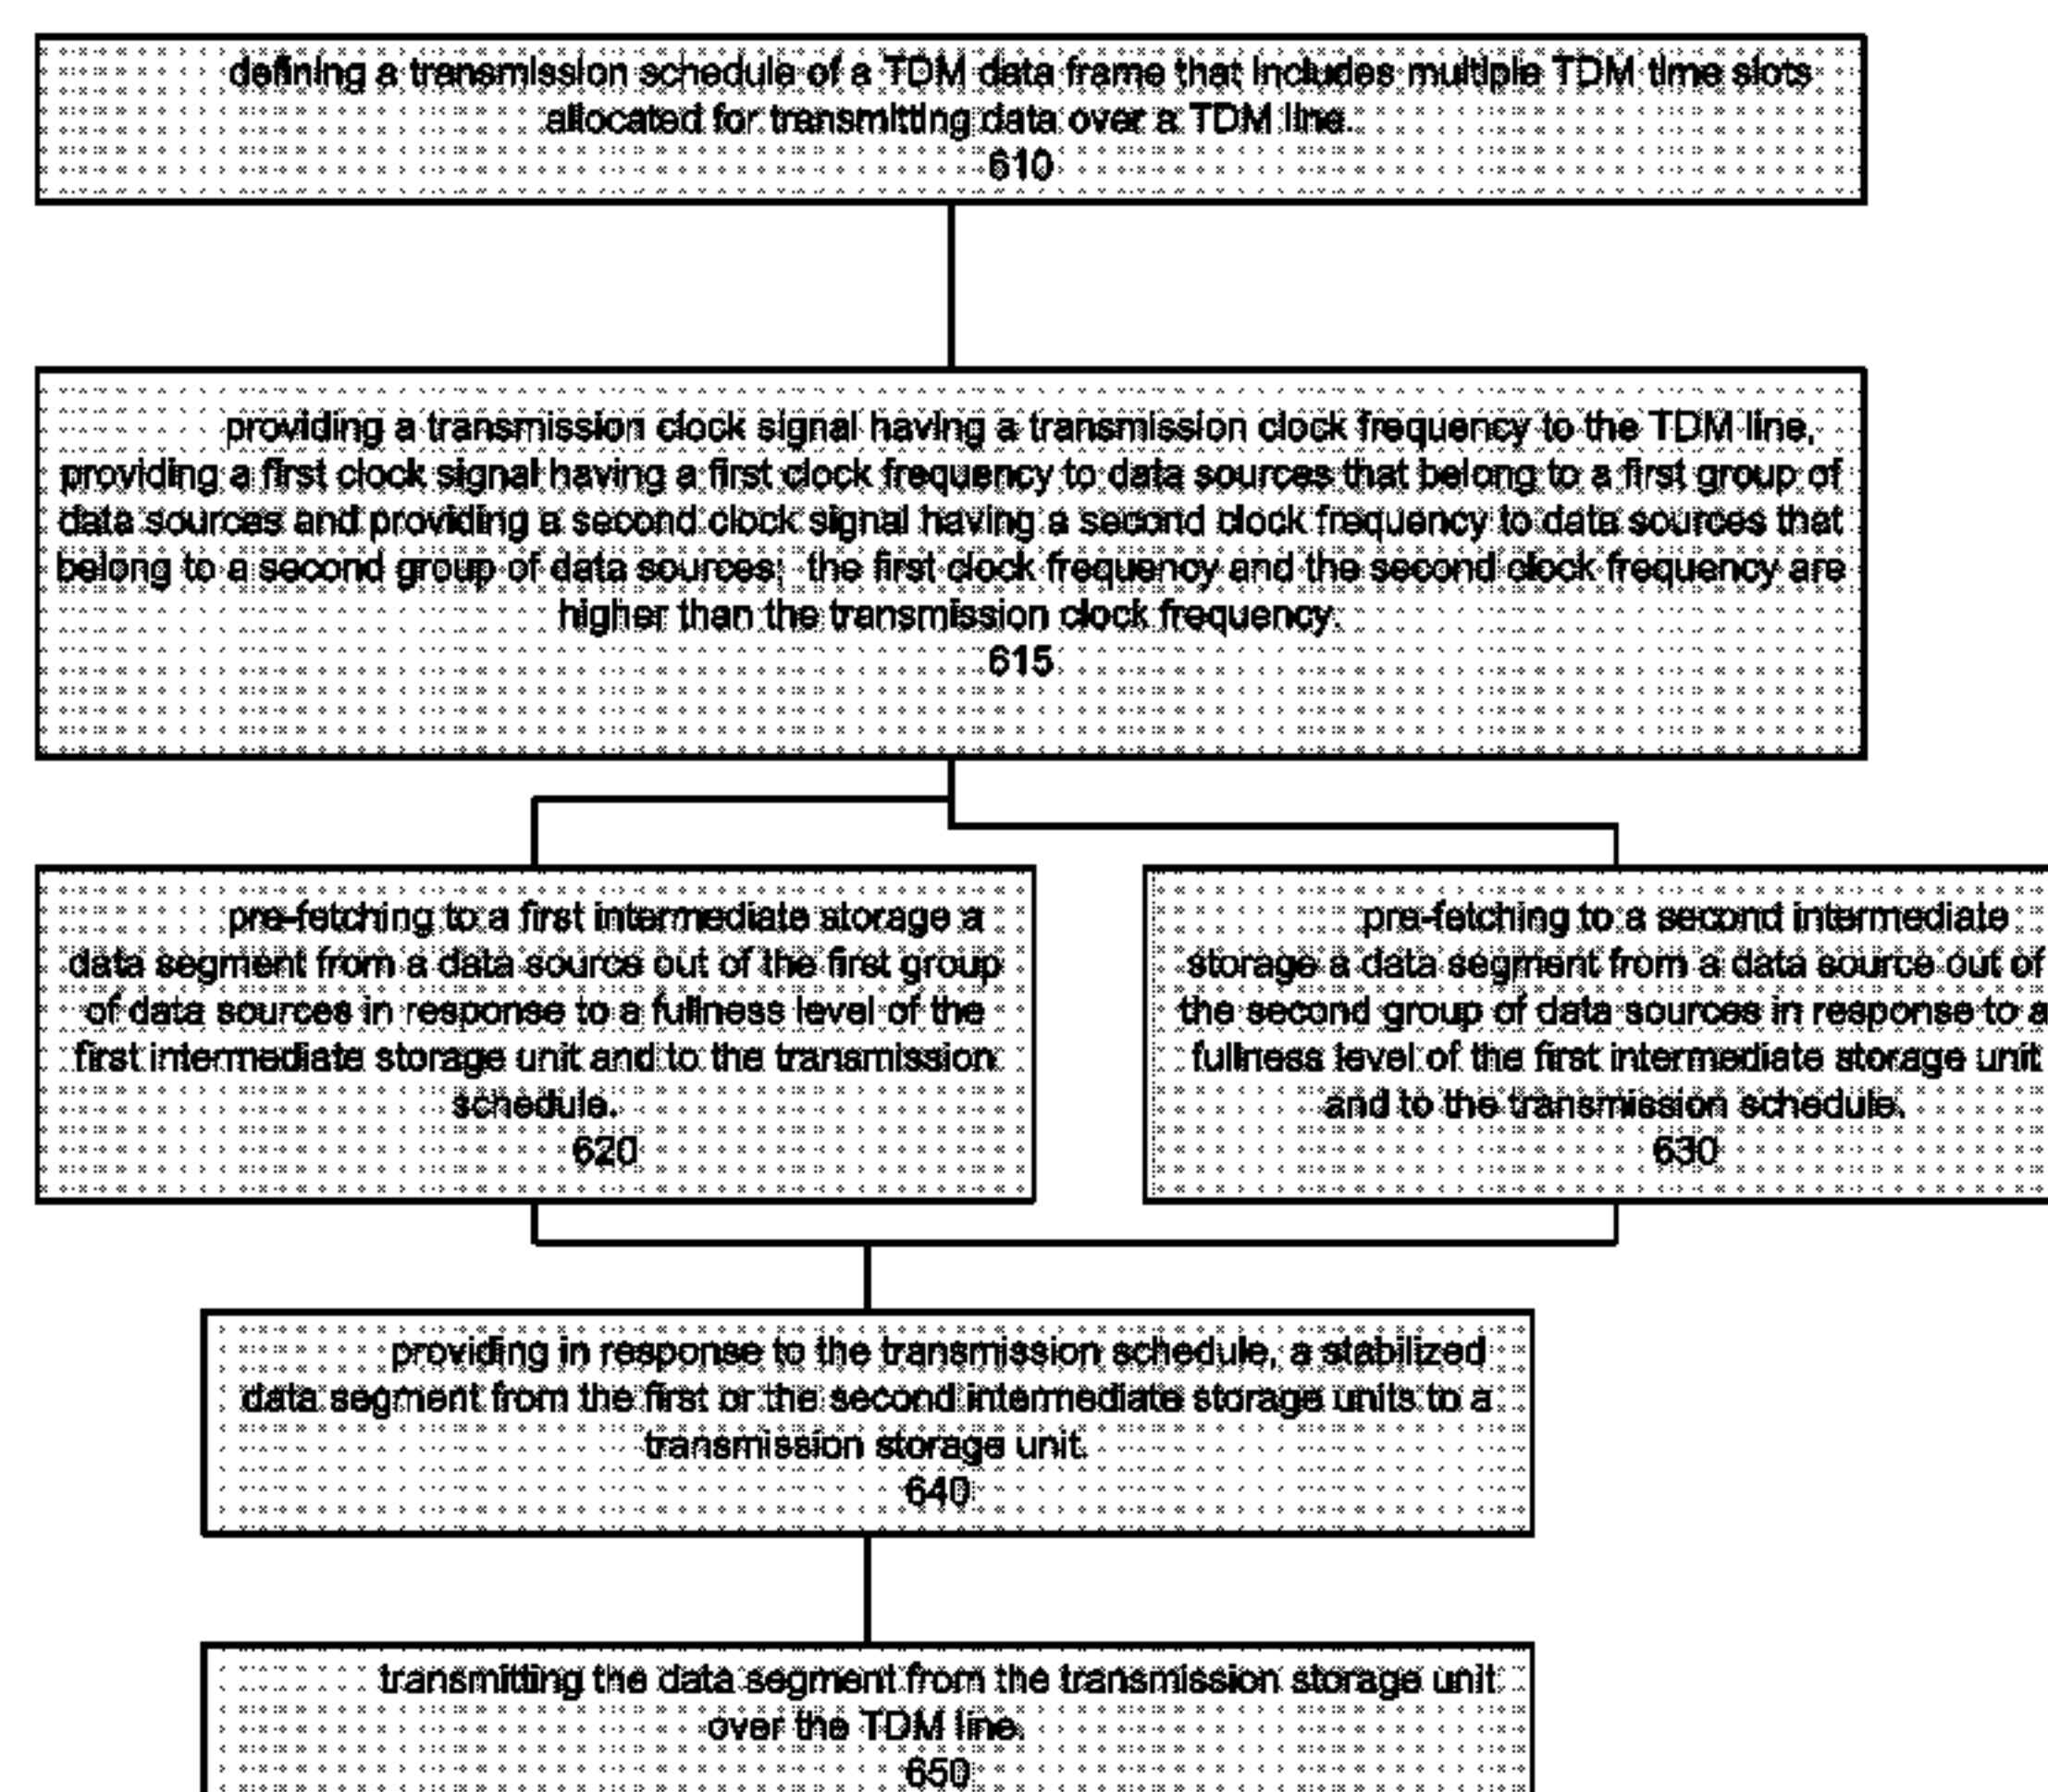 defining a transmission schedule of a TDM data frame that includes multiple TDM time slots
allocated for transmitting data over a TDM line.
610
providing a transmission clock signal having a transmission clock frequency to the TDM line,
providing a first clock signal having a first clock frequency to data sources that belong to a first group of
data sources and providing a second clock signal having a second clock frequency to data sources that
belong to a second group of data sources; the first clock frequency and the second clock frequency are
higher than the transmission clock frequency.
615
pre-fetching to a first intermediate storage a
data segment from a data source out of the first group
of data sources in response to a fullness level of the
first intermediate storage unit and to the transmission
schedule.
620
pre-fetching to a second intermediate
storage a data segment from a data source out of
the second group of data sources in response to a
fullness level of the first intermediate storage unit
and to the transmission schedule.
630
providing in response to the transmission schedule, a stabilized
data segment from the first or the second intermediate storage units to a
transmission storage unit.
640
transmitting the data segment from the transmission storage unit
over the TDM line.
650